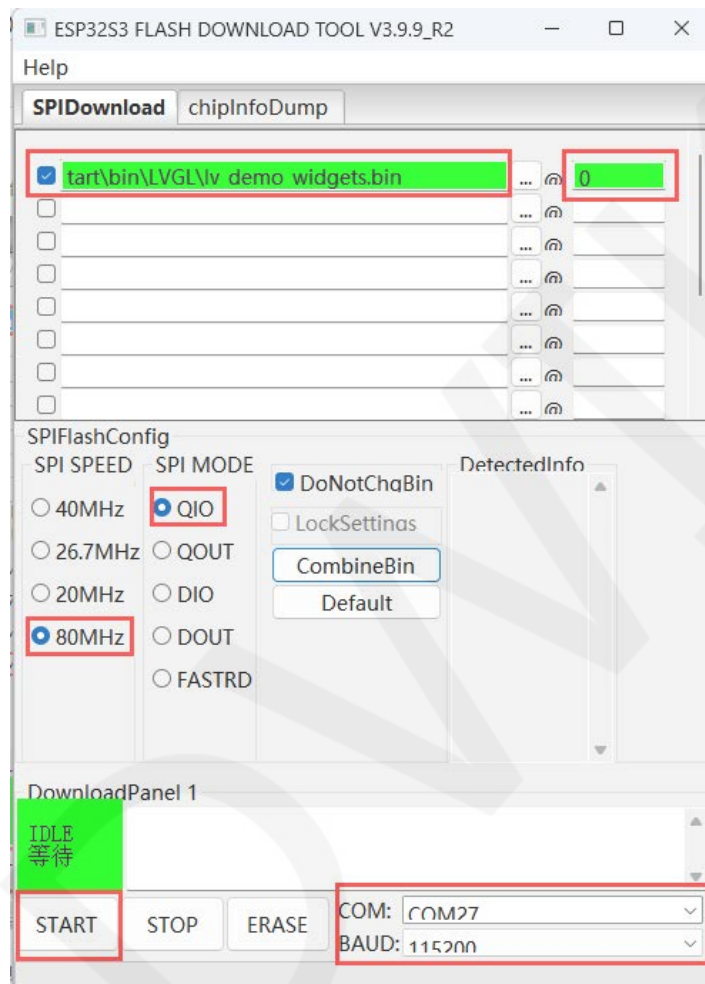 ESP32S3 FLASH DOWNLOAD TOOL V3.9.9_R2
Help
SPIDownload chipInfoDump
tart\bin\LVGL\lv_demo_widgets.bin ... @ 0
... @
... @
... @
... @
... @
... @
... @
SPIFlashConfig
SPI SPEED SPI MODE DetectedInfo
DoNotChgBin
40MHz QIO
LockSettings
26.7MHz QOUT
CombineBin
20MHz DIO
Default
80MHz DOUT
FASTRD
DownloadPanel 1
IDLE
等待
START STOP ERASE
COM: COM27
BAUD: 115200